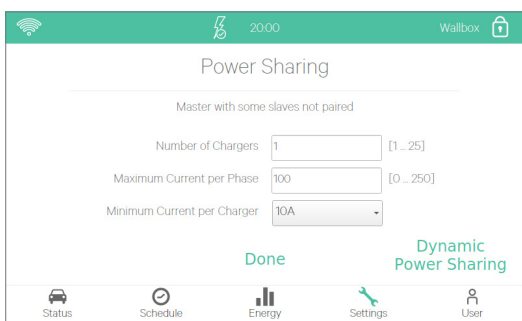 20:00 Wallbox
Power Sharing
Master with some slaves not paired
Number of Chargers 1 [1 ... 25]
Maximum Current per Phase 100 [0 ... 250]
Minimum Current per Charger 10A
Done
Dynamic
Power Sharing
Status Schedule Energy Settings User